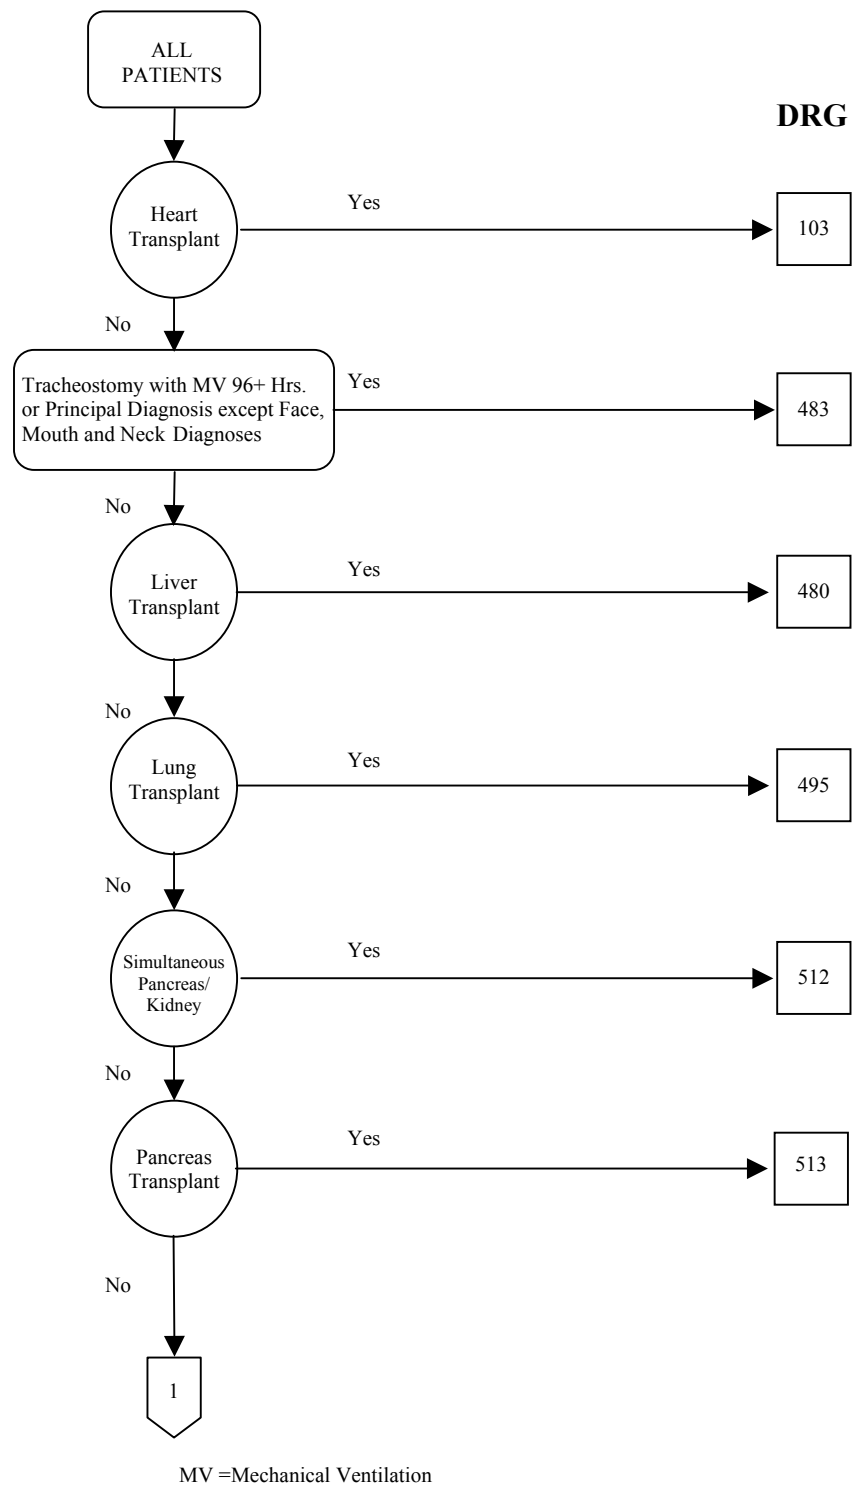 ALL
PATIENTS
DRG
Heart
Transplant
Yes
103
No
Tracheostomy with MV 96+ Hrs.
or Principal Diagnosis except Face,
Mouth and Neck Diagnoses
Yes
483
No
Liver
Transplant
Yes
480
No
Lung
Transplant
Yes
495
No
Simultaneous
Pancreas/
Kidney
Yes
512
No
Pancreas
Transplant
Yes
513
No
1
MV =Mechanical Ventilation